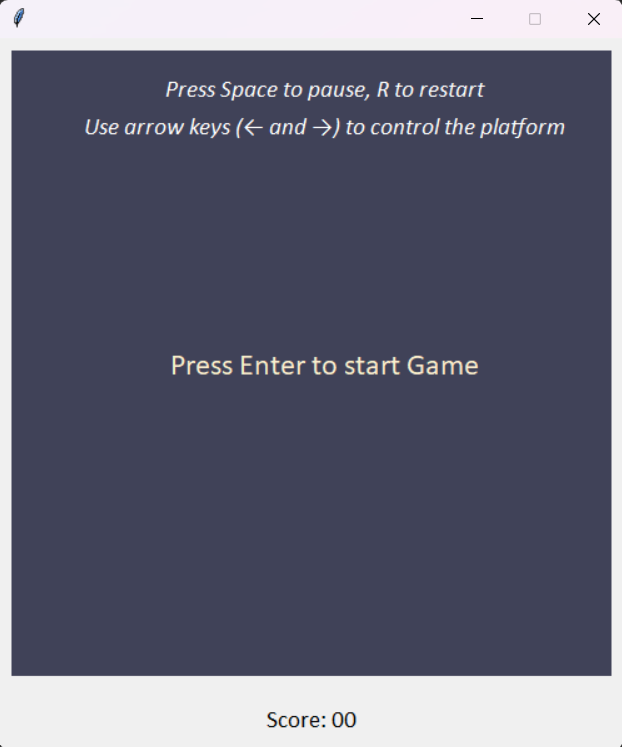 Press Space to pause, R to restart
Use arrow keys (← and →) to control the platform
Press Enter to start Game
Score: 00